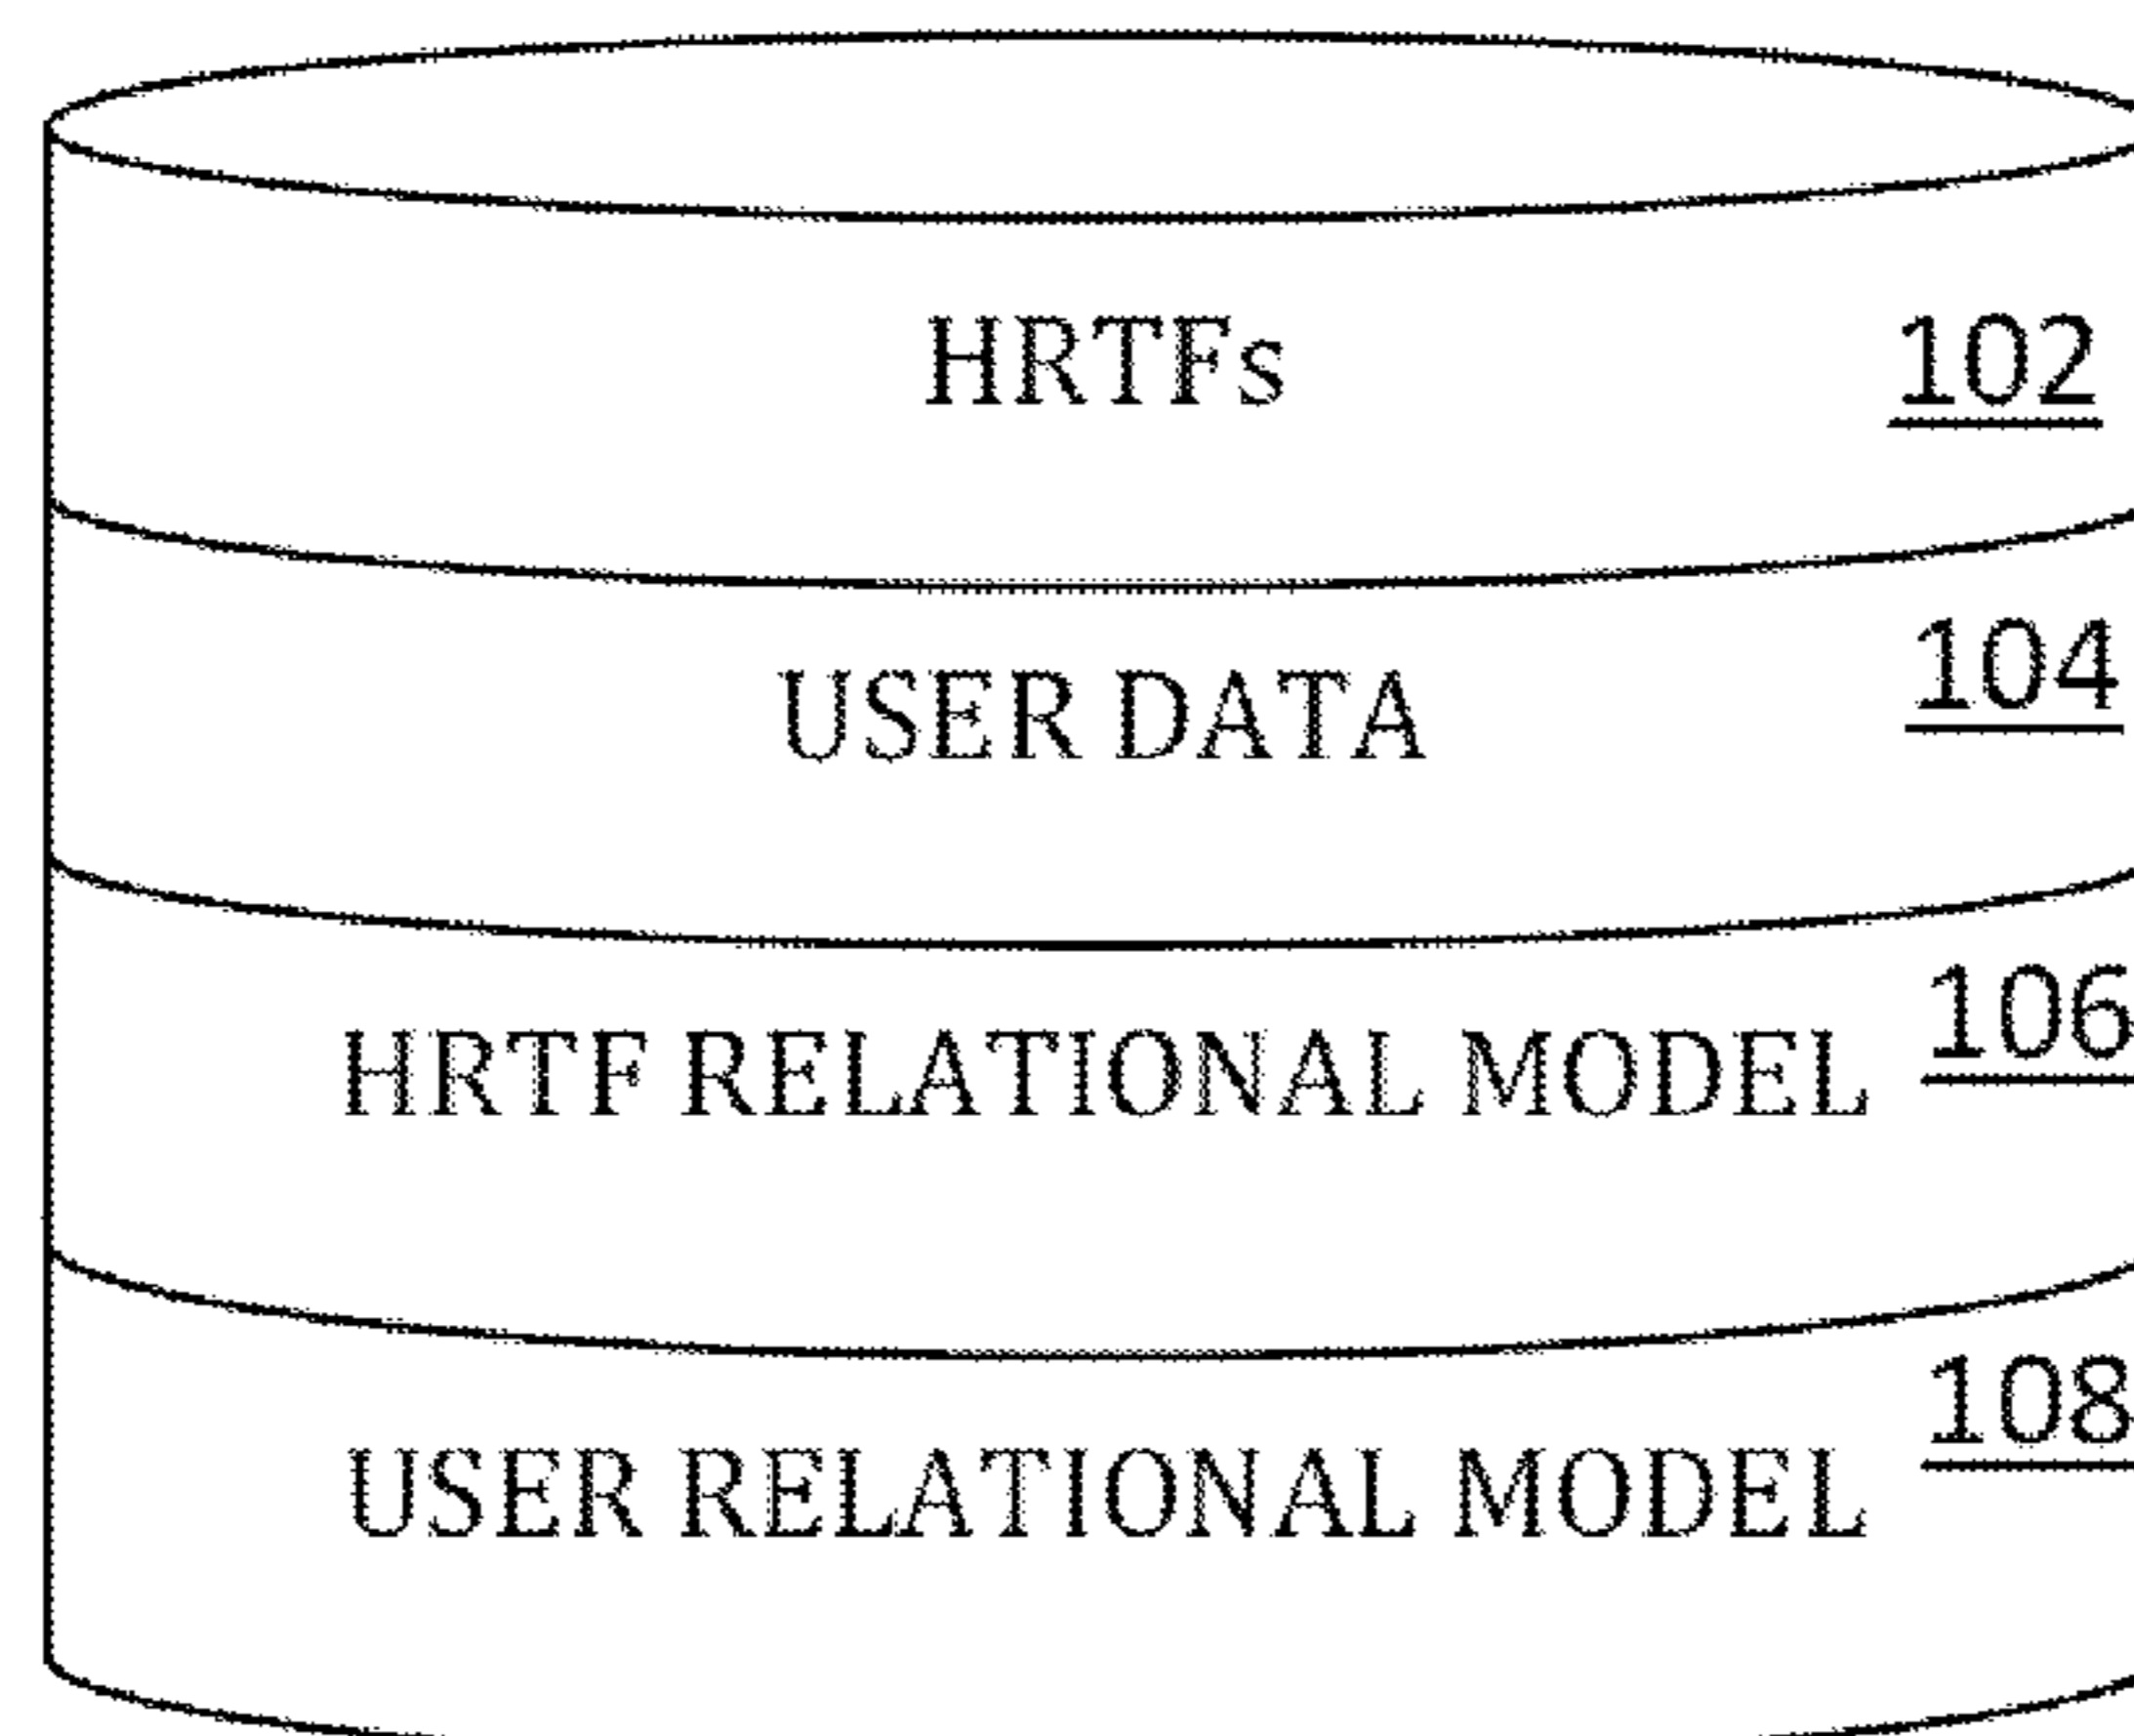 HRTFs 102
USER DATA 104
HRTF RELATIONAL MODEL 106
USER RELATIONAL MODEL 108